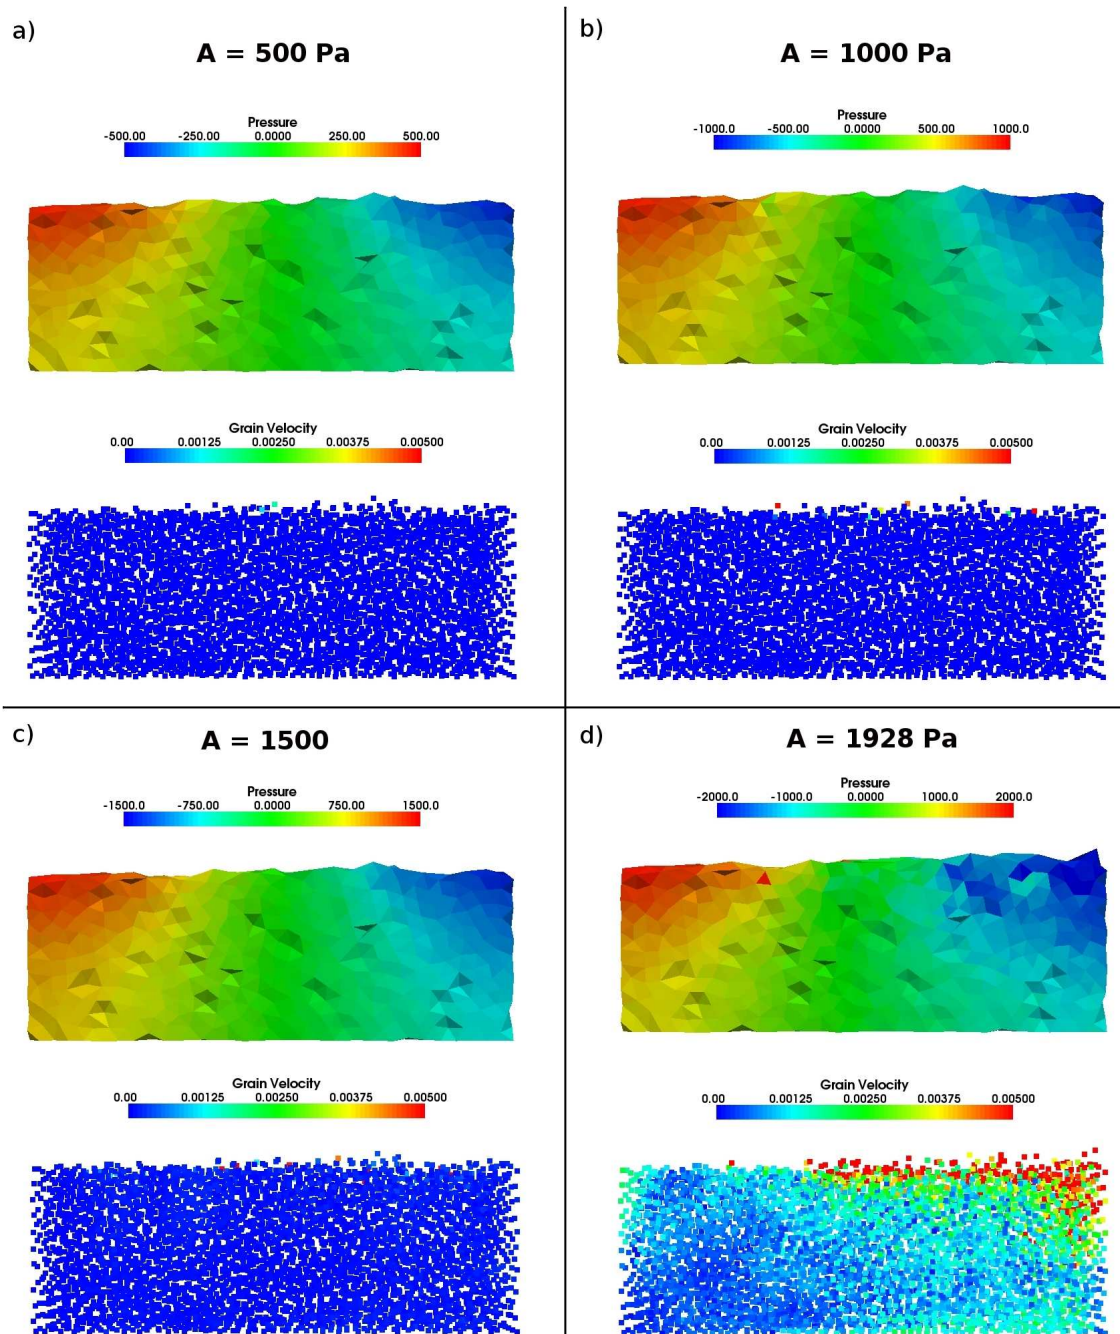 a)
A = 500 Pa
Pressure
-500.00 -250.00 0.0000 250.00 500.00
Grain Velocity
0.00 0.00125 0.00250 0.00375 0.00500
b)
A = 1000 Pa
Pressure
-1000.0 -500.00 0.0000 500.00 1000.0
Grain Velocity
0.00 0.00125 0.00250 0.00375 0.00500
c)
A = 1500
Pressure
-1500.0 -750.00 0.0000 750.00 1500.0
Grain Velocity
0.00 0.00125 0.00250 0.00375 0.00500
d)
A = 1928 Pa
Pressure
-2000.0 -1000.0 0.0000 1000.0 2000.0
Grain Velocity
0.00 0.00125 0.00250 0.00375 0.00500